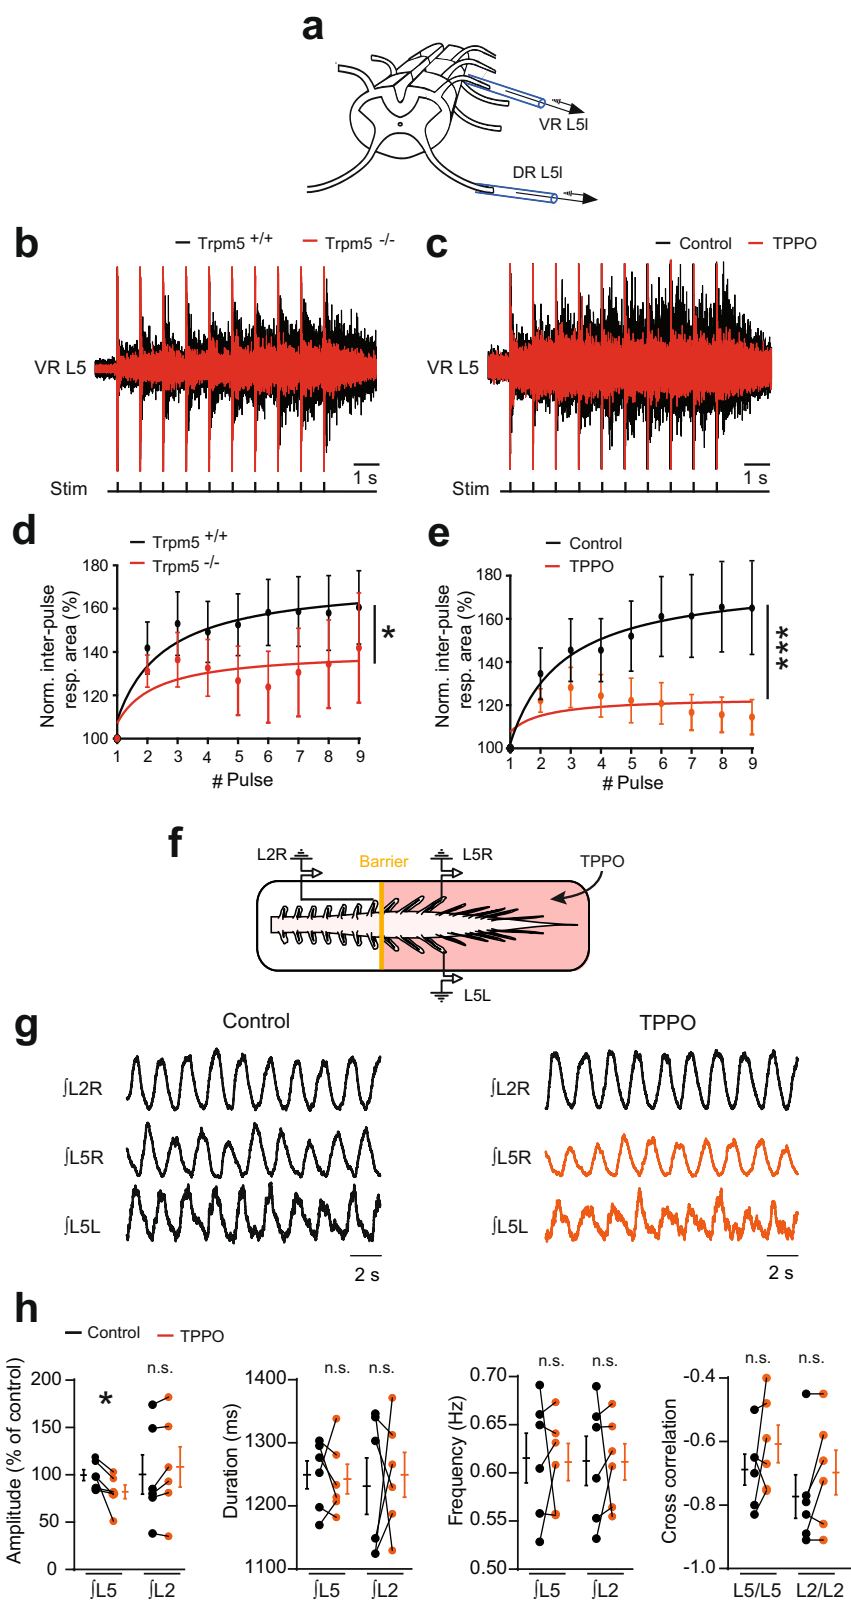 a
VR L5l
DR L5l
b
Trpm5 +/+
Trpm5 -/-
VR L5
1 s
Stim
c
Control
TPPO
VR L5
1 s
Stim
d
Trpm5 +/+
Trpm5 -/-
Norm. inter-pulse
resp. area (%)
180
160
140
120
100
1 2 3 4 5 6 7 8 9
# Pulse
*
e
Control
TPPO
Norm. inter-pulse
resp. area (%)
180
160
140
120
100
1 2 3 4 5 6 7 8 9
# Pulse
***
f
L2R
Barrier
L5R
TPPO
L5L
g
Control
TPPO
∫L2R
∫L5R
∫L5L
2 s
∫L2R
∫L5R
∫L5L
2 s
h
Control
TPPO
Amplitude (% of control)
200
150
100
50
0
*
n.s.
∫L5
∫L2
Duration (ms)
1400
1300
1200
1100
n.s.
n.s.
∫L5
∫L2
Frequency (Hz)
0.70
0.65
0.60
0.55
0.50
n.s.
n.s.
∫L5
∫L2
Cross correlation
-0.4
-0.6
-0.8
-1.0
n.s.
n.s.
L5/L5
L2/L2